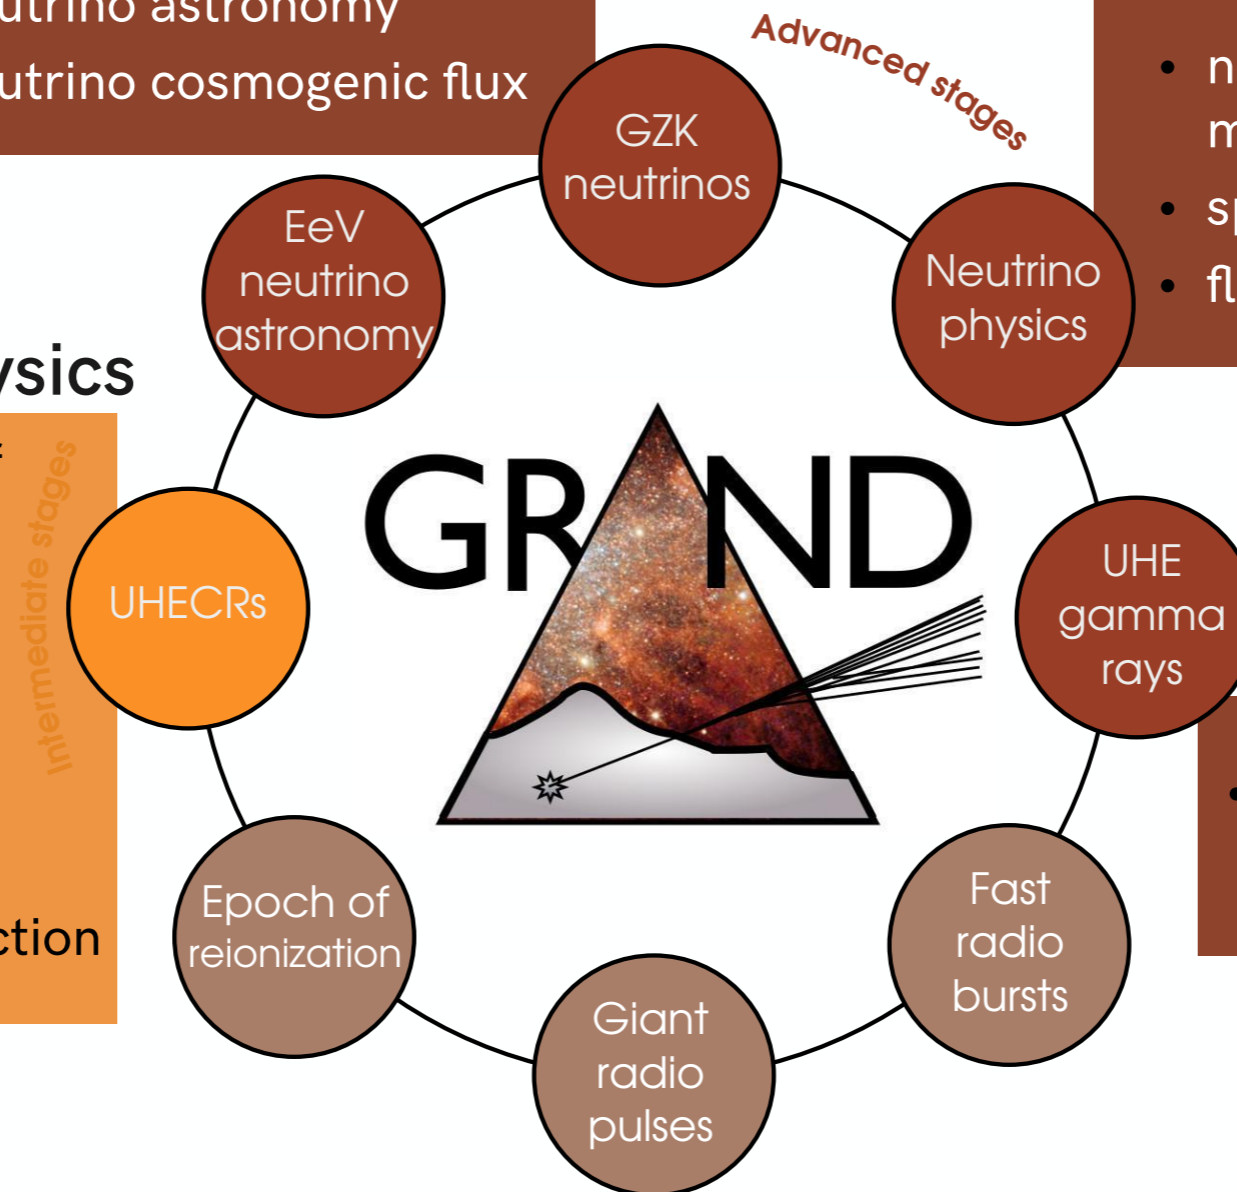 utrino astronomy
utrino cosmogenic flux
Advanced stages
GZK
neutrinos
EeV
neutrino
astronomy
Neutrino
physics
ysics
Intermediate stages
UHECRs
GRAND
UHE
gamma
rays
ction
Epoch of
reionization
Fast
radio
bursts
Giant
radio
pulses